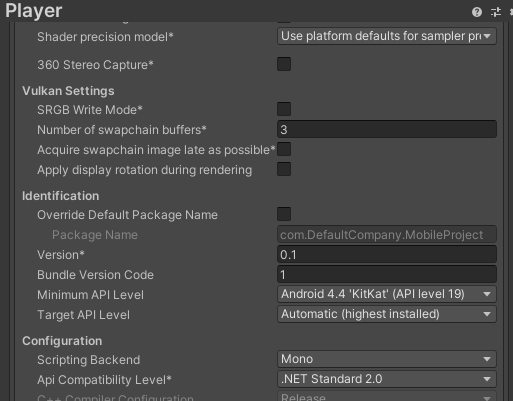 Player
Shader precision model* Use platform defaults for sampler pre
360 Stereo Capture*
Vulkan Settings
SRGB Write Mode*
Number of swapchain buffers* 3
Acquire swapchain image late as possible*
Apply display rotation during rendering
Identification
Override Default Package Name
Package Name com.DefaultCompany.MobileProject
Version* 0.1
Bundle Version Code 1
Minimum API Level Android 4.4 'KitKat' (API level 19)
Target API Level Automatic (highest installed)
Configuration
Scripting Backend Mono
Api Compatibility Level* .NET Standard 2.0
C++ Compiler Configuration Release